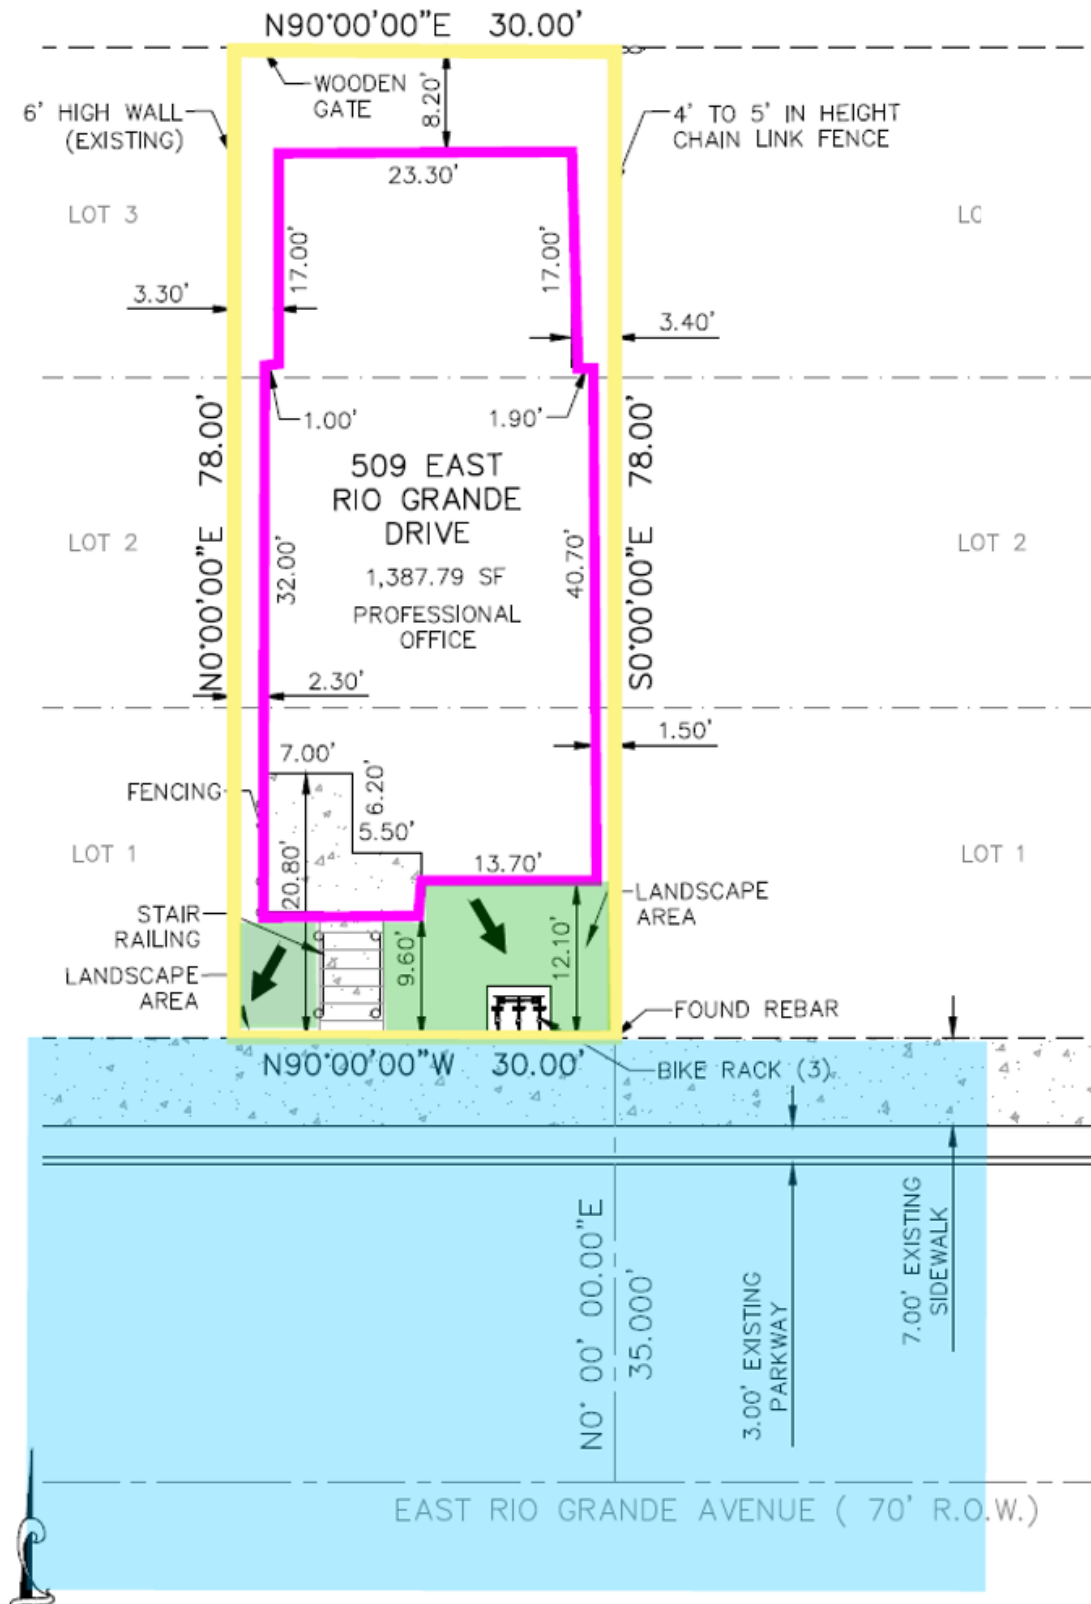 N90°00'00"E 30.00'
WOODEN
GATE
8.20'
6' HIGH WALL
(EXISTING)
4' TO 5' IN HEIGHT
CHAIN LINK FENCE
23.30'
LOT 3
LO
17.00'
17.00'
3.30'
3.40'
1.00'
1.90'
N0°00'00"E 78.00'
S0°00'00"E 78.00'
509 EAST
RIO GRANDE
DRIVE
1,387.79 SF
PROFESSIONAL
OFFICE
LOT 2
LOT 2
32.00'
40.70'
2.30'
1.50'
7.00'
6.20'
5.50'
FENCING
13.70'
LOT 1
LOT 1
20.80'
LANDSCAPE
AREA
STAIR
RAILING
9.60'
12.10'
LANDSCAPE
AREA
FOUND REBAR
N90°00'00"W 30.00'
BIKE RACK (3)
N0° 00' 00.00"E
35.000'
3.00' EXISTING
PARKWAY
7.00' EXISTING
SIDEWALK
EAST RIO GRANDE AVENUE ( 70' R.O.W.)